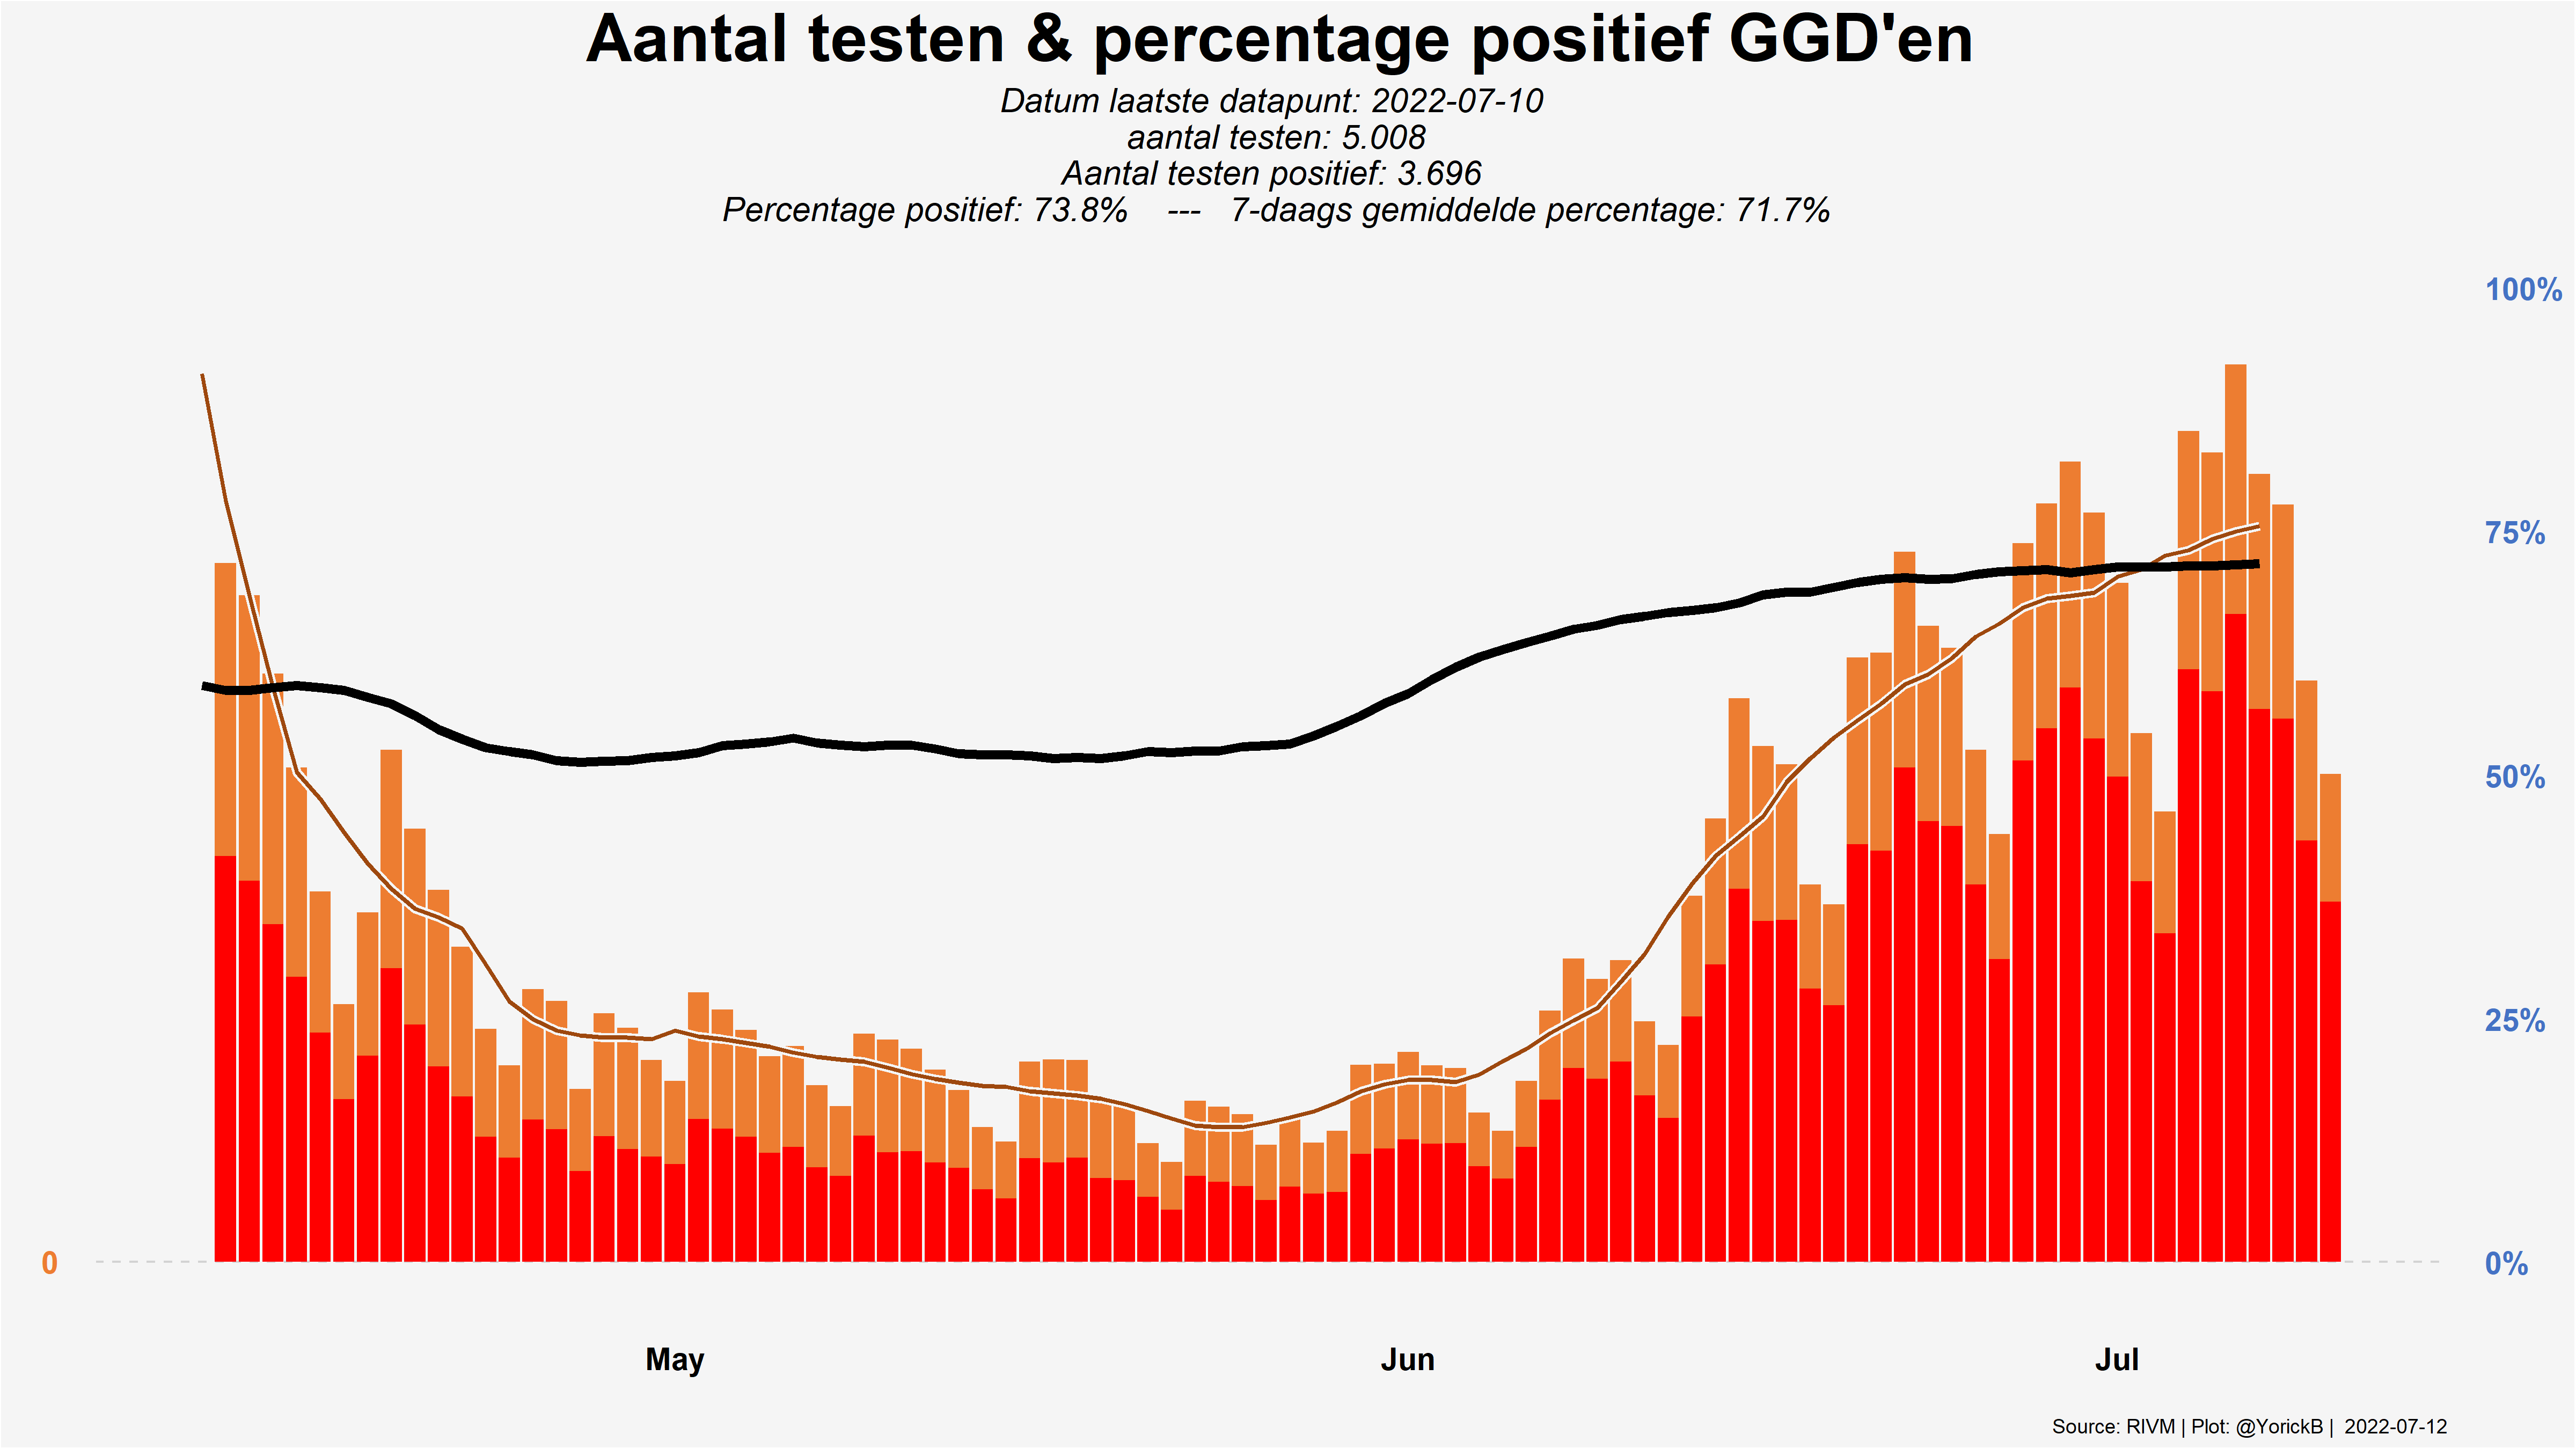 Aantal testen & percentage positief GGD'en
Datum laatste datapunt: 2022-07-10
aantal testen: 5.008
Aantal testen positief: 3.696
Percentage positief: 73.8% --- 7-daags gemiddelde percentage: 71.7%
100%
75%
50%
25%
0 0%
May Jun Jul
Source: RIVM | Plot: @YorickB | 2022-07-12